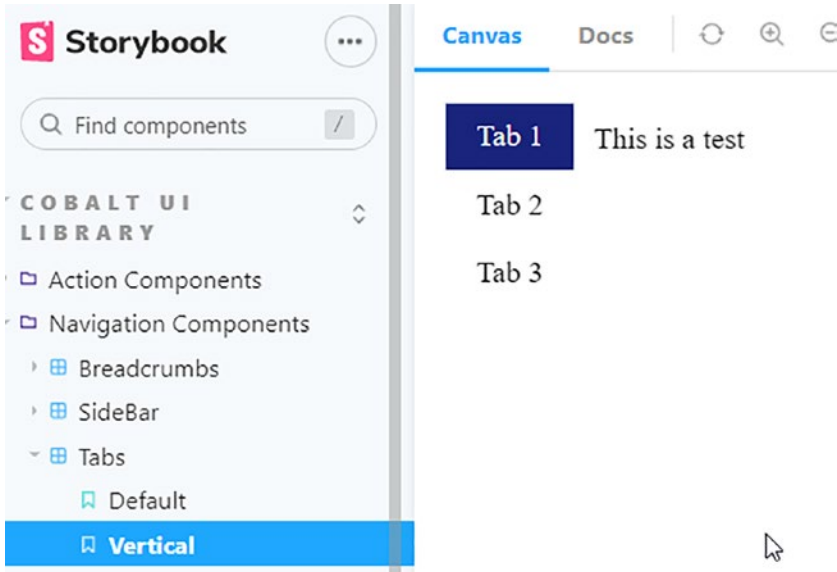 Storybook
Find components
/
COBALT UI
LIBRARY
Action Components
Navigation Components
Breadcrumbs
SideBar
Tabs
Default
Vertical
Canvas
Docs
Tab 1
This is a test
Tab 2
Tab 3